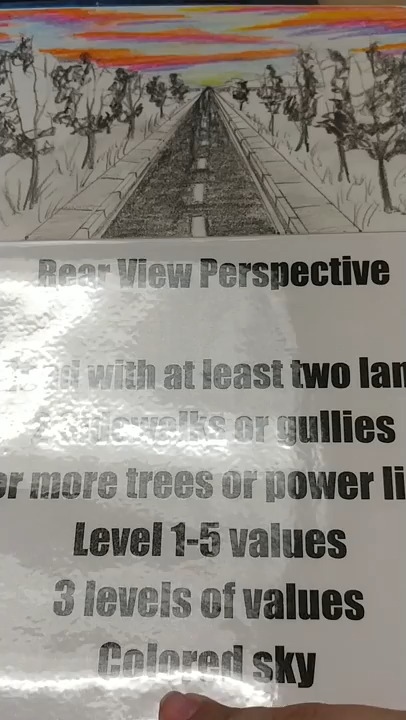 Rear View Perspective
with at least two lan
or gullies
or more trees or power li
Level 1-5 values
3 levels of values
Colored sky